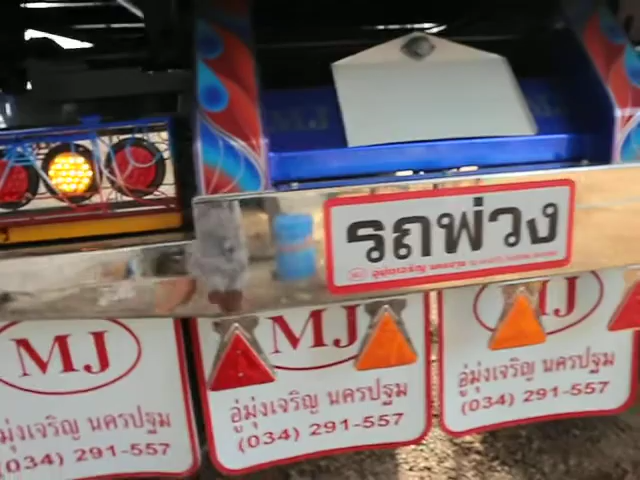 MJ
รถพ่วง
MJ
มุ่งเจริญ นครปฐม
(034) 291-557
MJ
อู่มุ่งเจริญ นครปฐม
(034) 291-557
MJ
อู่มุ่งเจริญ นครปฐม
(034) 291-557